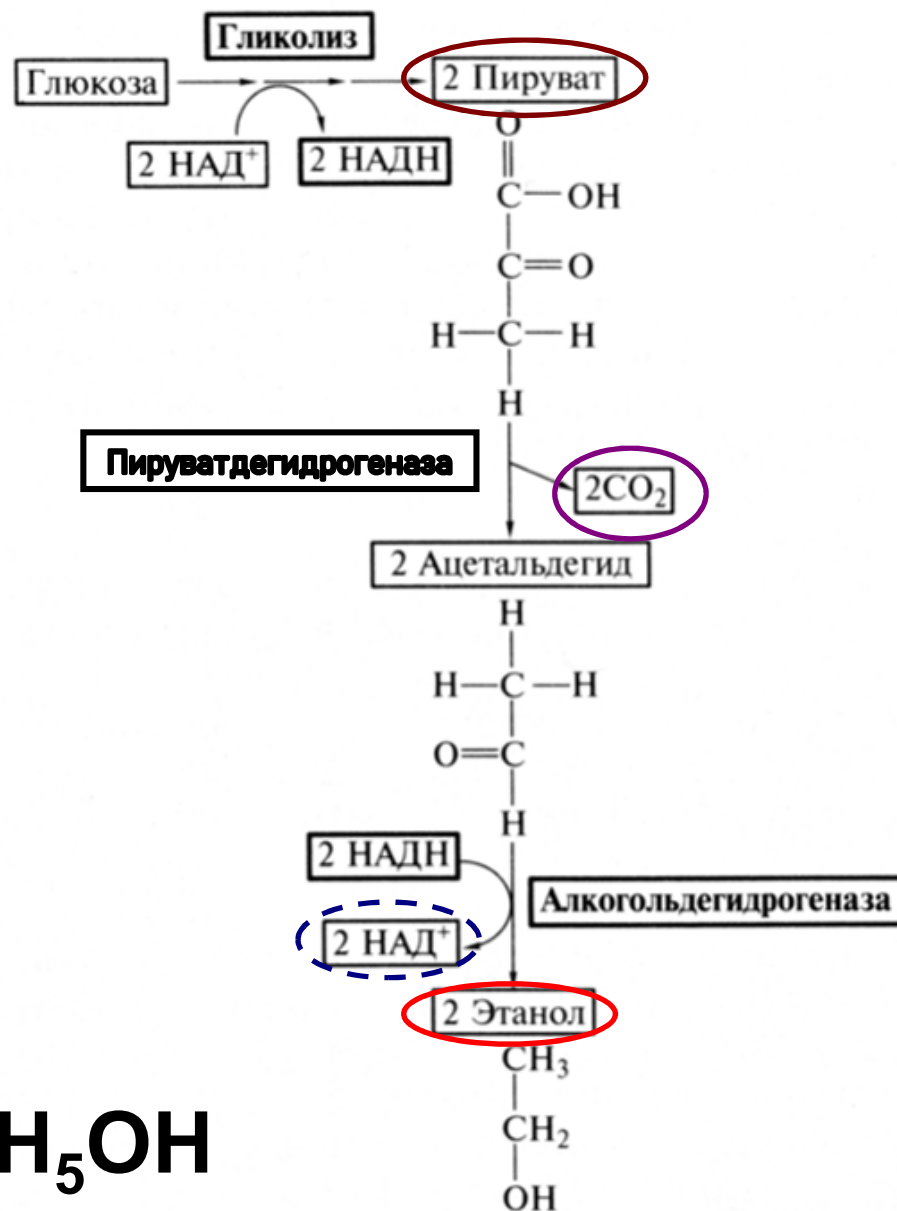 Гликолиз
Глюкоза
2 Пируват
2 НАД⁺
2 НАДН
O
C—OH
C=O
H—C—H
H
Пируватдегидрогеназа
2CO₂
2 Ацетальдегид
H
H—C—H
O=C
H
2 НАДН
Алкогольдегидрогеназа
2 НАД⁺
2 Этанол
CH₃
CH₂
OH
H₅OH